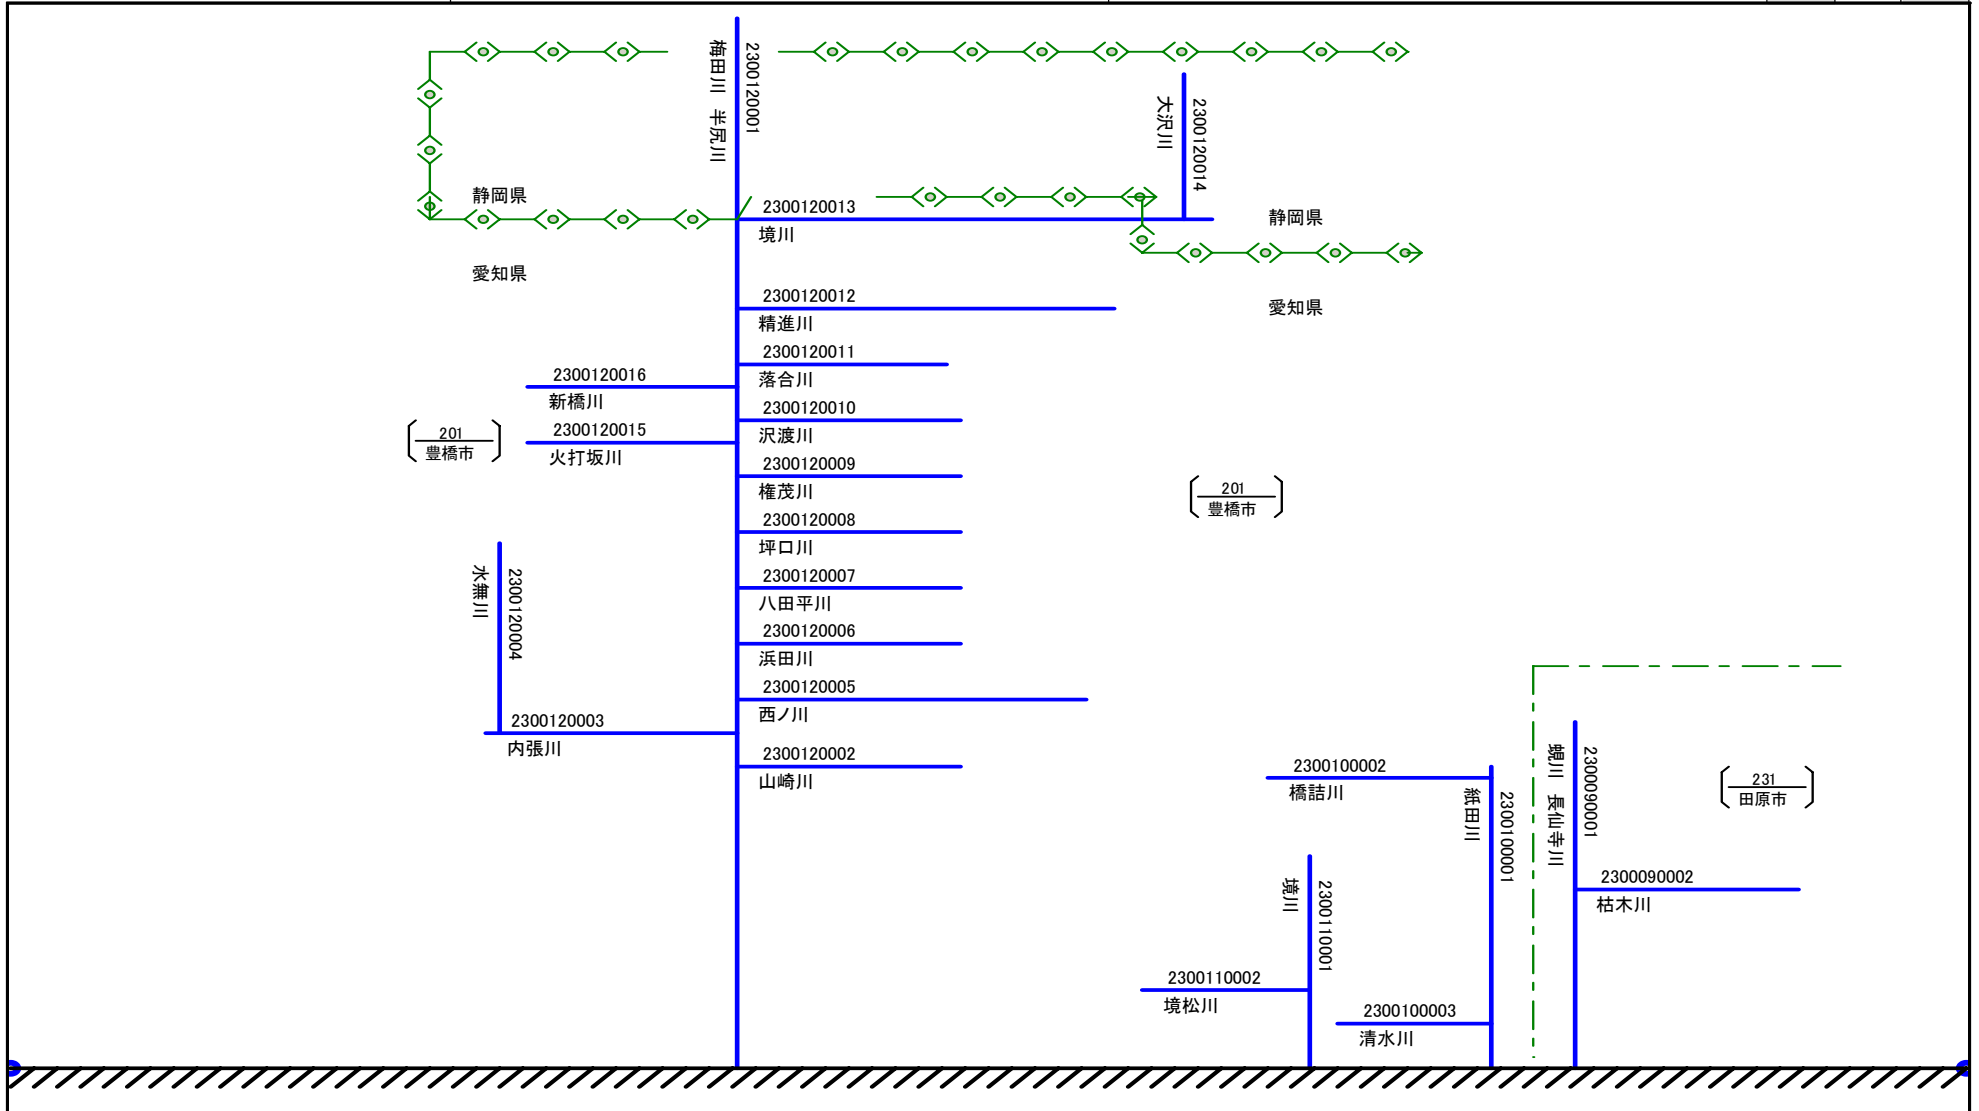 梅田川　半尻川
2300120001
大沢川
2300120014
静岡県
愛知県
2300120013
境川
静岡県
愛知県
2300120012
精進川
2300120011
落合川
2300120016
新橋川
2300120010
沢渡川
2300120015
火打坂川
201
豊橋市
2300120009
権茂川
201
豊橋市
2300120008
坪口川
水無川
2300120004
2300120007
八田平川
2300120006
浜田川
2300120005
西ノ川
2300120003
内張川
2300120002
山崎川
2300100002
橋詰川
紙田川
2300100001
蜆川　長仙寺川
2300090001
231
田原市
2300090002
枯木川
境川
2300110001
2300110002
境松川
2300100003
清水川